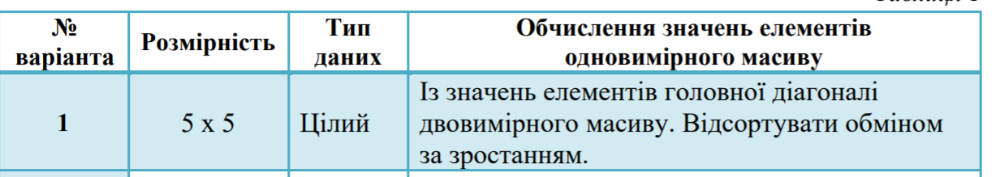 № варіанта
Розмірність
Тип даних
Обчислення значень елементів
одновимірного масиву
1
5 x 5
Цілий
Із значень елементів головної діагоналі
двовимірного масиву. Відсортувати обміном
за зростанням.